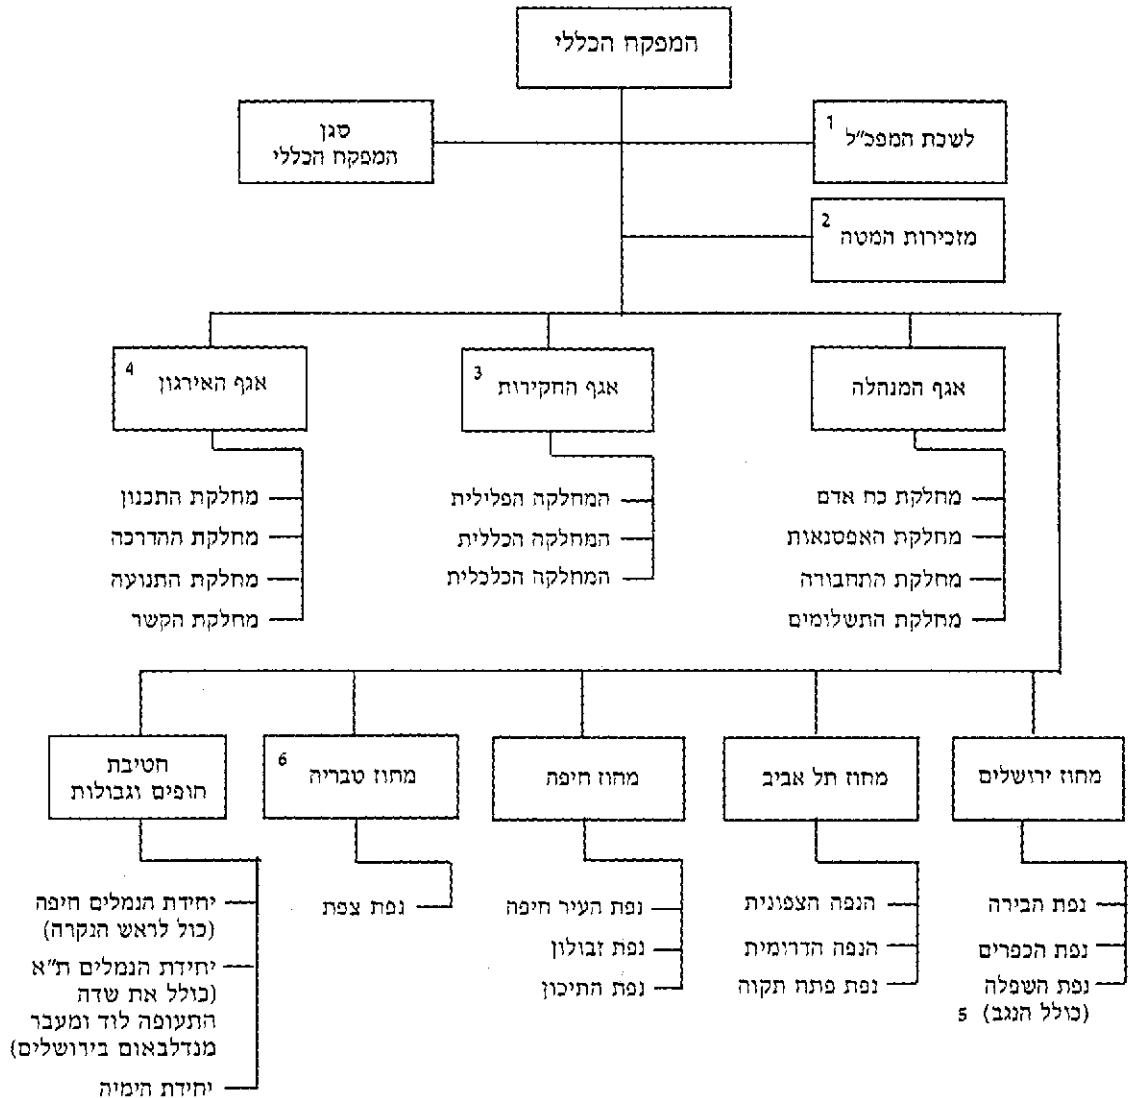 המפקח הכללי
סגן
המפקח הכללי
1 לשכת המפכ״ל
2 מזכירות המטה
אגף המנהלה
מחלקת כח אדם
מחלקת האפסנאות
מחלקת התחבורה
מחלקת התשלומים
3 אגף החקירות
המחלקה הפלילית
המחלקה הכללית
המחלקה הכלכלית
4 אגף האירגון
מחלקת התכנון
מחלקת ההדרכה
מחלקת התנועה
מחלקת הקשר
מחוז ירושלים
נפת הבירה
נפת הכפרים
נפת השפלה
(כולל הנגב) 5
מחוז תל אביב
הנפה הצפונית
הנפה הדרומית
נפת פתח תקוה
מחוז חיפה
נפת העיר חיפה
נפת זבולון
נפת התיכון
6 מחוז טבריה
נפת צפת
חטיבת
חופים וגבולות
יחידת הנמלים חיפה
(כול לראש הנקרה)
יחידת הנמלים ת״א
(כולל את שדה
התעופה לוד ומעבר
מנדלבאום בירושלים)
יחידת הימיה